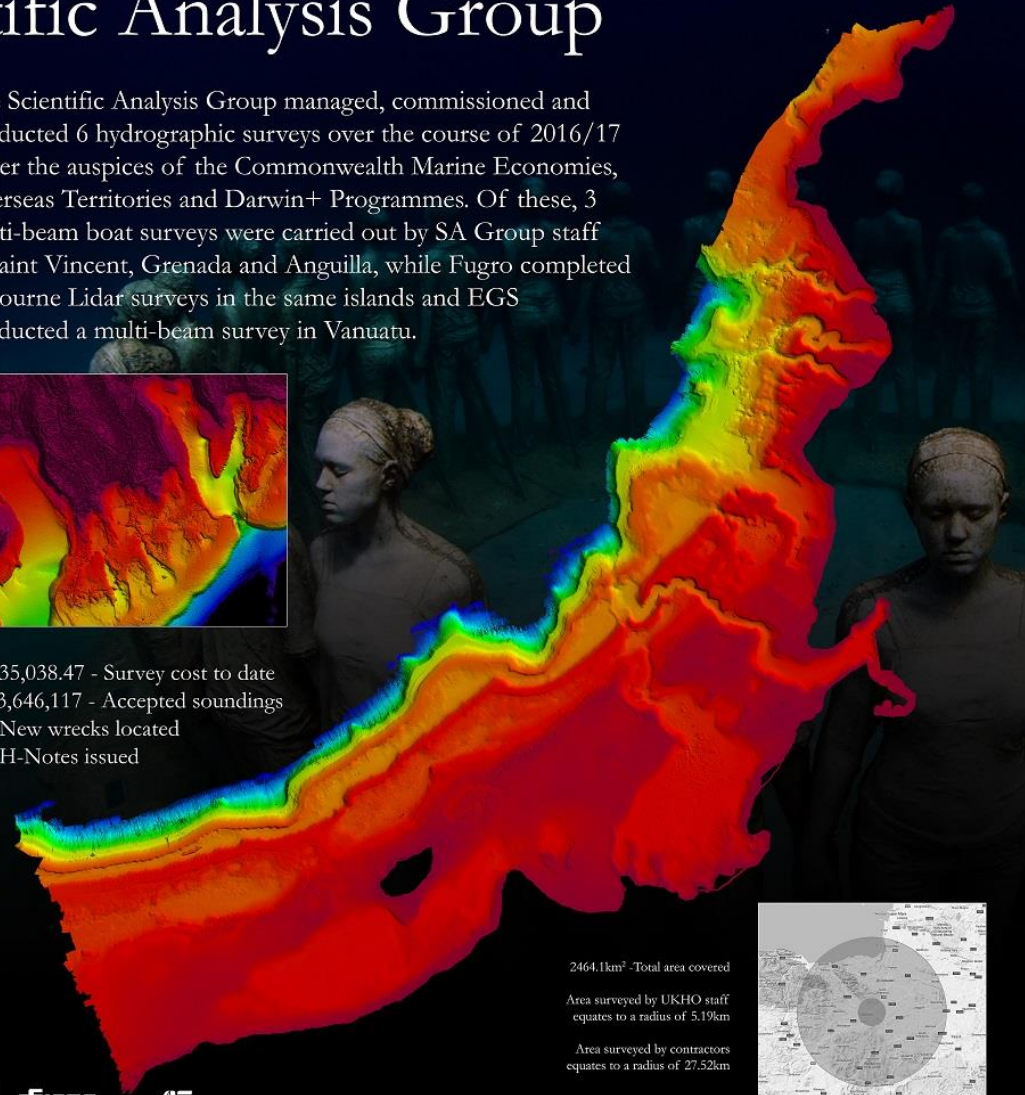 tific Analysis Group
e Scientific Analysis Group managed, commissioned and
ducted 6 hydrographic surveys over the course of 2016/17
er the auspices of the Commonwealth Marine Economies,
erseas Territories and Darwin+ Programmes. Of these, 3
ti-beam boat surveys were carried out by SA Group staff
aint Vincent, Grenada and Anguilla, while Fugro completed
ourne Lidar surveys in the same islands and EGS
ducted a multi-beam survey in Vanuatu.
35,038.47 - Survey cost to date
3,646,117 - Accepted soundings
New wrecks located
H-Notes issued
2464.1km² -Total area covered
Area surveyed by UKHO staff
equates to a radius of 5.19km
Area surveyed by contractors
equates to a radius of 27.52km